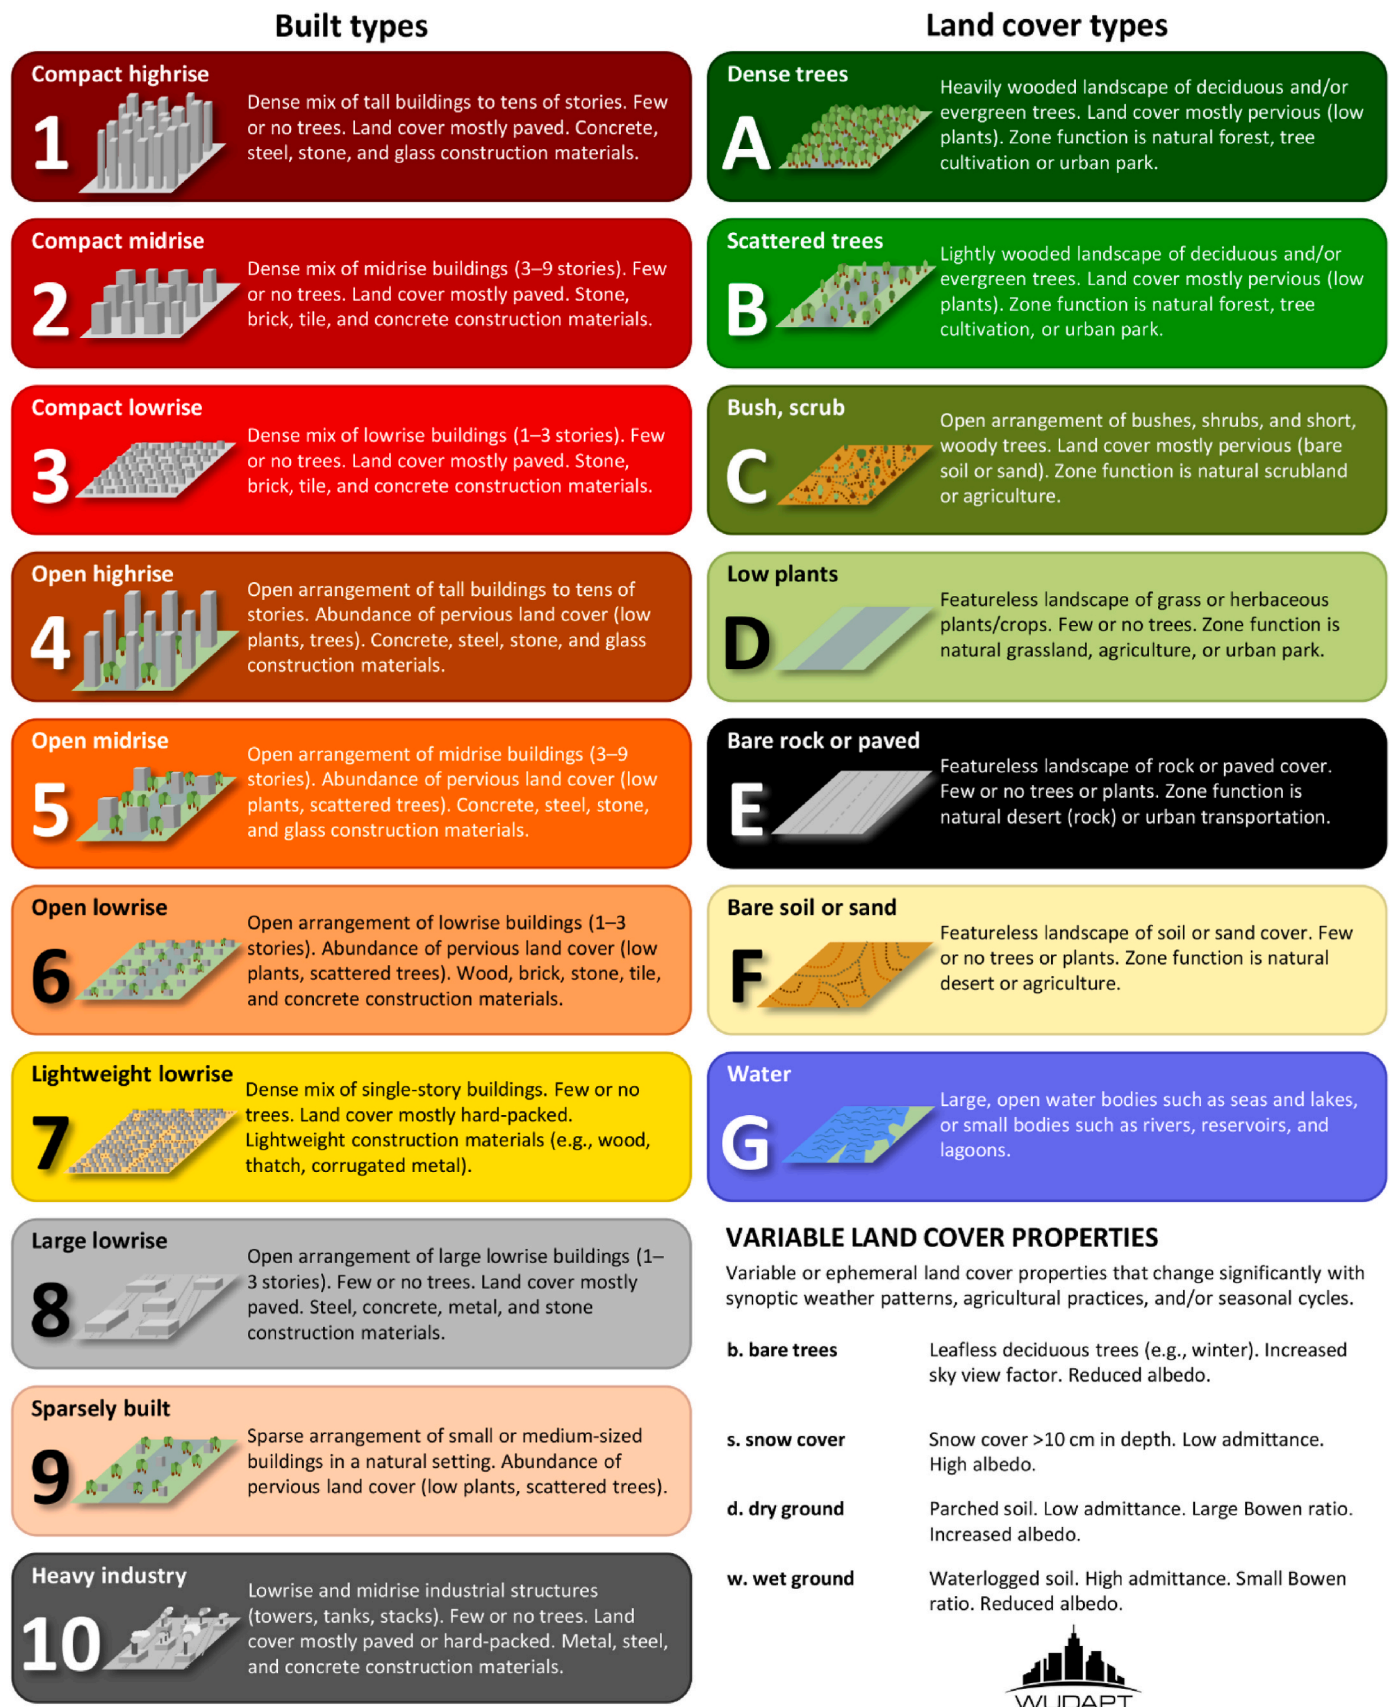 Built types
Compact highrise
1
Dense mix of tall buildings to tens of stories. Few
or no trees. Land cover mostly paved. Concrete,
steel, stone, and glass construction materials.
Compact midrise
2
Dense mix of midrise buildings (3–9 stories). Few
or no trees. Land cover mostly paved. Stone,
brick, tile, and concrete construction materials.
Compact lowrise
3
Dense mix of lowrise buildings (1–3 stories). Few
or no trees. Land cover mostly paved. Stone,
brick, tile, and concrete construction materials.
Open highrise
4
Open arrangement of tall buildings to tens of
stories. Abundance of pervious land cover (low
plants, trees). Concrete, steel, stone, and glass
construction materials.
Open midrise
5
Open arrangement of midrise buildings (3–9
stories). Abundance of pervious land cover (low
plants, scattered trees). Concrete, steel, stone,
and glass construction materials.
Open lowrise
6
Open arrangement of lowrise buildings (1–3
stories). Abundance of pervious land cover (low
plants, scattered trees). Wood, brick, stone, tile,
and concrete construction materials.
Lightweight lowrise
7
Dense mix of single-story buildings. Few or no
trees. Land cover mostly hard-packed.
Lightweight construction materials (e.g., wood,
thatch, corrugated metal).
Large lowrise
8
Open arrangement of large lowrise buildings (1–
3 stories). Few or no trees. Land cover mostly
paved. Steel, concrete, metal, and stone
construction materials.
Sparsely built
9
Sparse arrangement of small or medium-sized
buildings in a natural setting. Abundance of
pervious land cover (low plants, scattered trees).
Heavy industry
10
Lowrise and midrise industrial structures
(towers, tanks, stacks). Few or no trees. Land
cover mostly paved or hard-packed. Metal, steel,
and concrete construction materials.
Land cover types
Dense trees
A
Heavily wooded landscape of deciduous and/or
evergreen trees. Land cover mostly pervious (low
plants). Zone function is natural forest, tree
cultivation or urban park.
Scattered trees
B
Lightly wooded landscape of deciduous and/or
evergreen trees. Land cover mostly pervious (low
plants). Zone function is natural forest, tree
cultivation, or urban park.
Bush, scrub
C
Open arrangement of bushes, shrubs, and short,
woody trees. Land cover mostly pervious (bare
soil or sand). Zone function is natural scrubland
or agriculture.
Low plants
D
Featureless landscape of grass or herbaceous
plants/crops. Few or no trees. Zone function is
natural grassland, agriculture, or urban park.
Bare rock or paved
E
Featureless landscape of rock or paved cover.
Few or no trees or plants. Zone function is
natural desert (rock) or urban transportation.
Bare soil or sand
F
Featureless landscape of soil or sand cover. Few
or no trees or plants. Zone function is natural
desert or agriculture.
Water
G
Large, open water bodies such as seas and lakes,
or small bodies such as rivers, reservoirs, and
lagoons.
VARIABLE LAND COVER PROPERTIES
Variable or ephemeral land cover properties that change significantly with
synoptic weather patterns, agricultural practices, and/or seasonal cycles.
b. bare trees Leafless deciduous trees (e.g., winter). Increased
sky view factor. Reduced albedo.
s. snow cover Snow cover >10 cm in depth. Low admittance.
High albedo.
d. dry ground Parched soil. Low admittance. Large Bowen ratio.
Increased albedo.
w. wet ground Waterlogged soil. High admittance. Small Bowen
ratio. Reduced albedo.
WUDAPT